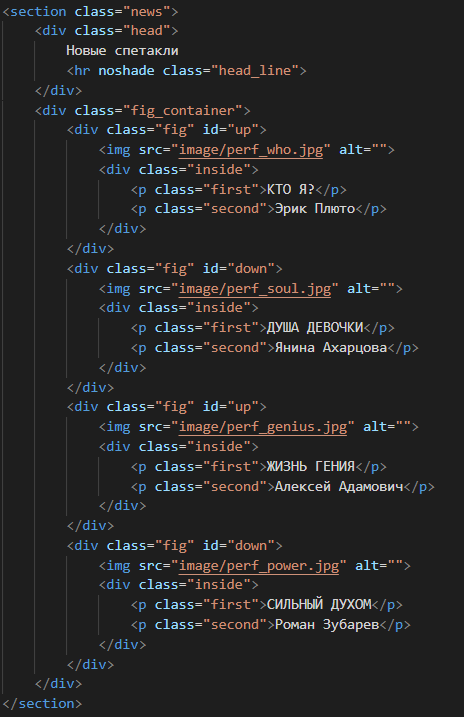 <section class="news">
    <div class="head">
        Новые спетакли
        <hr noshade class="head_line">
    </div>
    <div class="fig_container">
        <div class="fig" id="up">
            <img src="image/perf_who.jpg" alt="">
            <div class="inside">
                <p class="first">КТО Я?</p>
                <p class="second">Эрик Плюто</p>
            </div>
        </div>
        <div class="fig" id="down">
            <img src="image/perf_soul.jpg" alt="">
            <div class="inside">
                <p class="first">ДУША ДЕВОЧКИ</p>
                <p class="second">Янина Ахарцова</p>
            </div>
        </div>
        <div class="fig" id="up">
            <img src="image/perf_genius.jpg" alt="">
            <div class="inside">
                <p class="first">ЖИЗНЬ ГЕНИЯ</p>
                <p class="second">Алексей Адамович</p>
            </div>
        </div>
        <div class="fig" id="down">
            <img src="image/perf_power.jpg" alt="">
            <div class="inside">
                <p class="first">СИЛЬНЫЙ ДУХОМ</p>
                <p class="second">Роман Зубарев</p>
            </div>
        </div>
    </div>
</section>